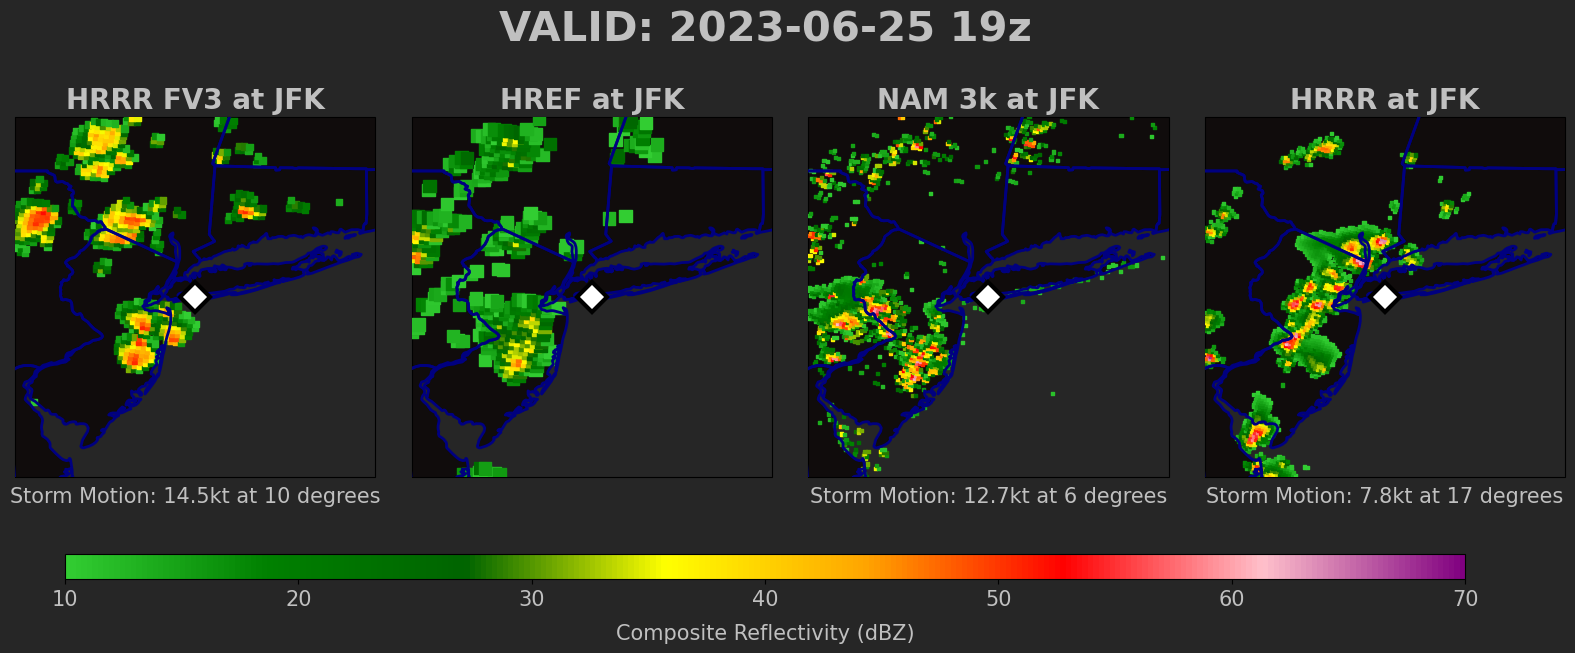 VALID: 2023-06-25 19z
HRRR FV3 at JFK
HREF at JFK
NAM 3k at JFK
HRRR at JFK
Storm Motion: 14.5kt at 10 degrees
Storm Motion: 12.7kt at 6 degrees
Storm Motion: 7.8kt at 17 degrees
10 20 30 40 50 60 70
Composite Reflectivity (dBZ)